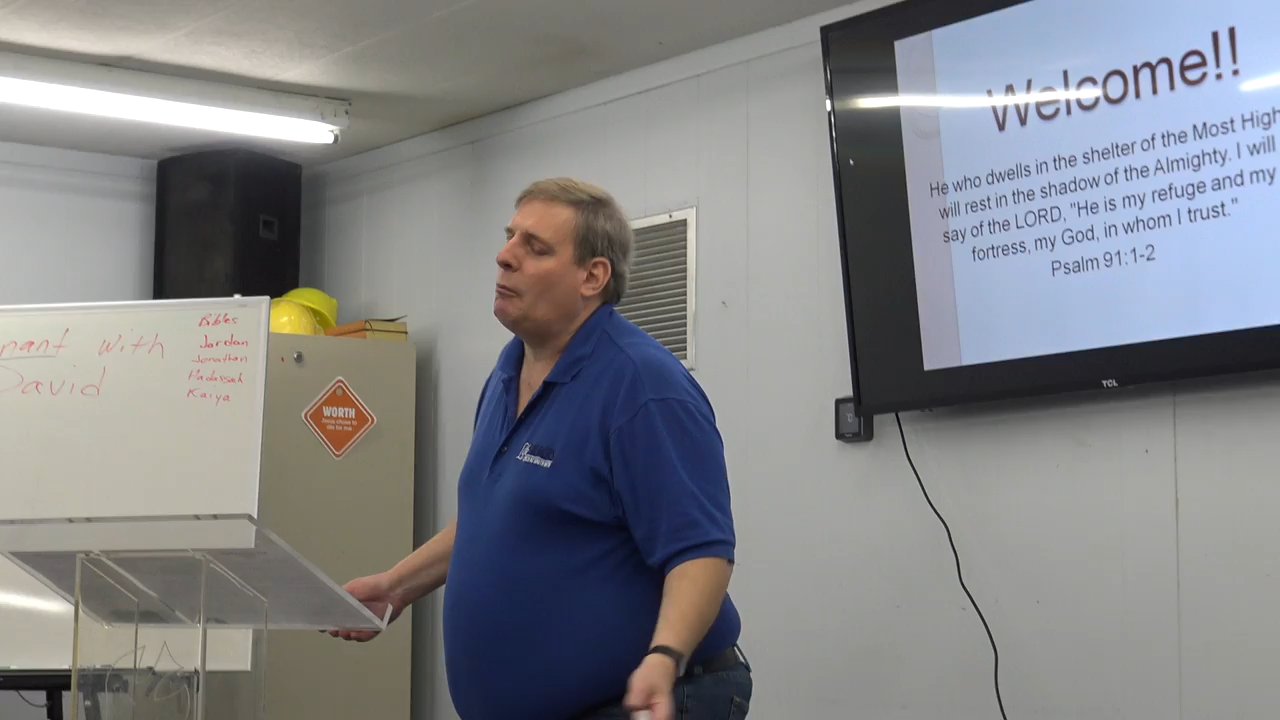 Welcome!!
He who dwells in the shelter of the Most High
will rest in the shadow of the Almighty. I will
say of the LORD, "He is my refuge and my
fortress, my God, in whom I trust."
Psalm 91:1-2
TCL
nant with
David
Bibles
Jordan
Jonathan
Hadassah
Kaiya
WORTH